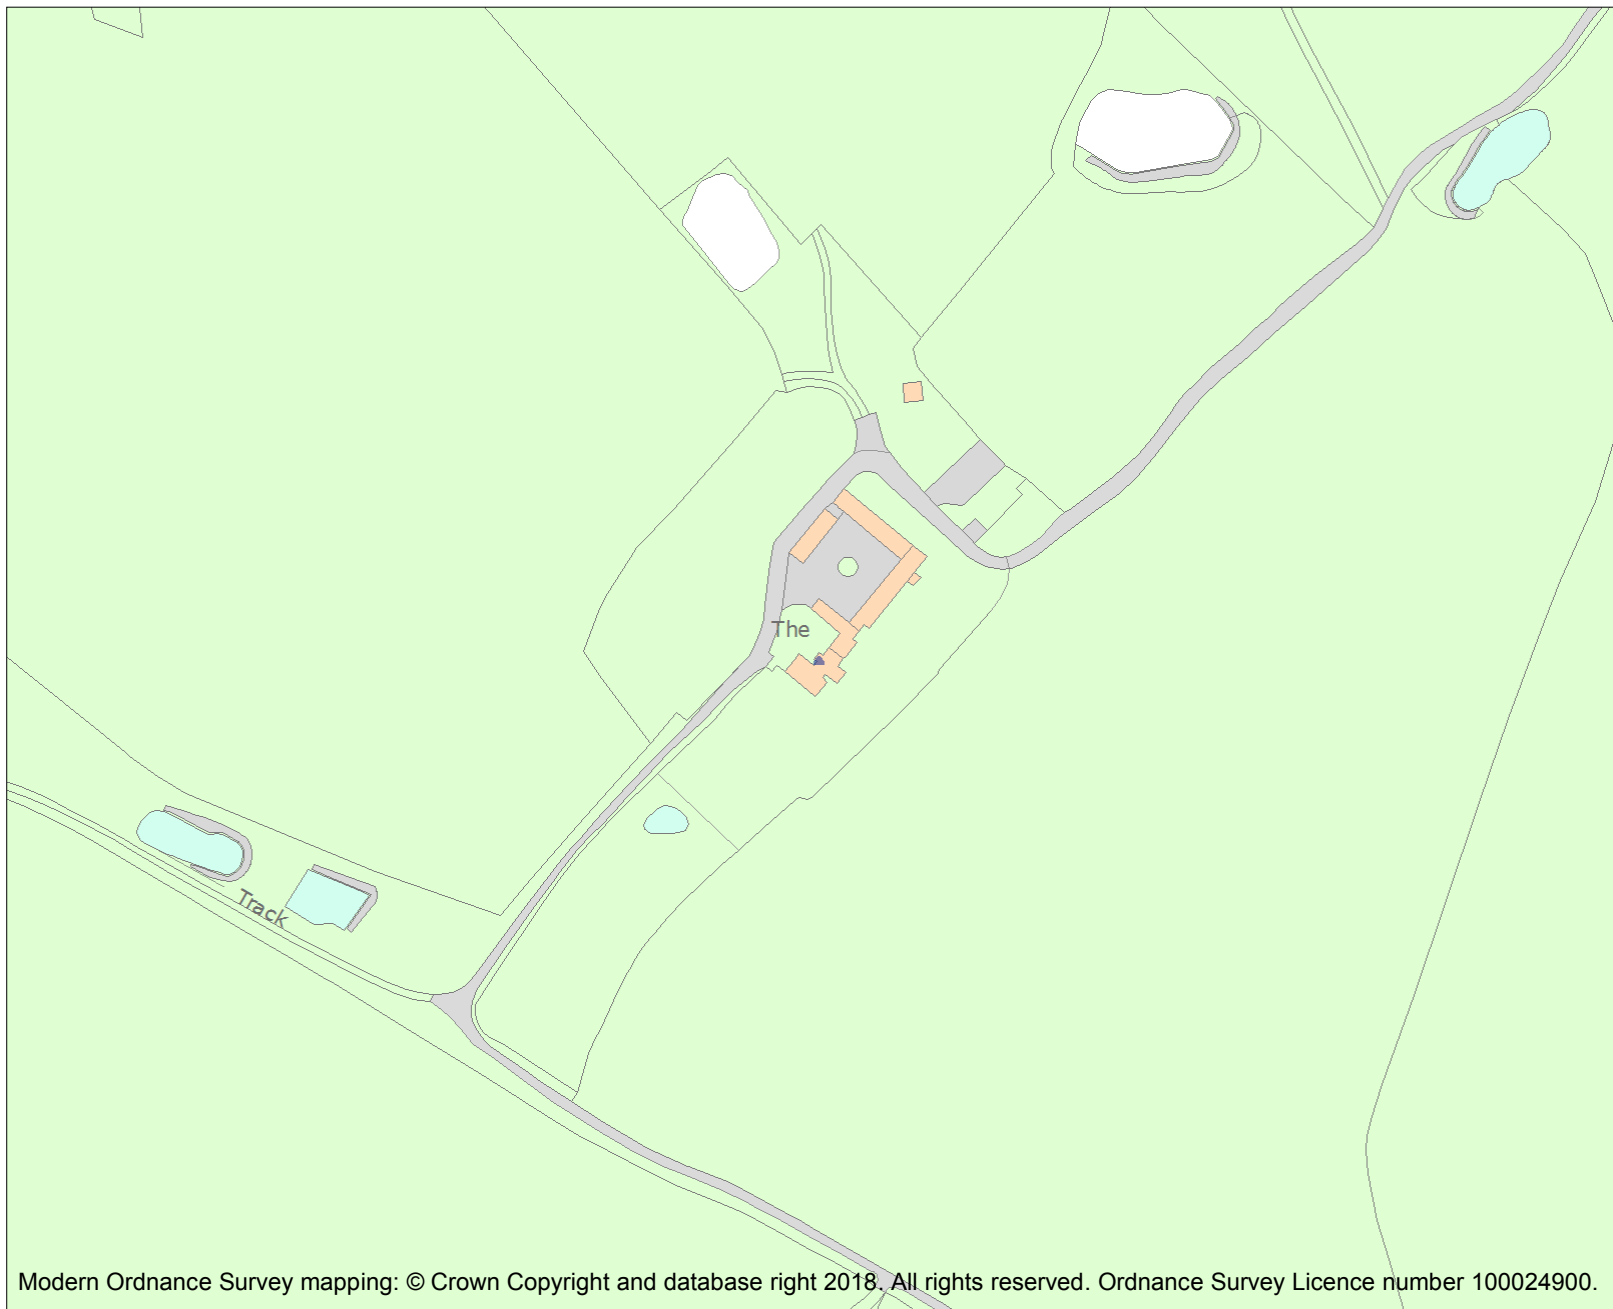 The
Track
Modern Ordnance Survey mapping: © Crown Copyright and database right 2018. All rights reserved. Ordnance Survey Licence number 100024900.